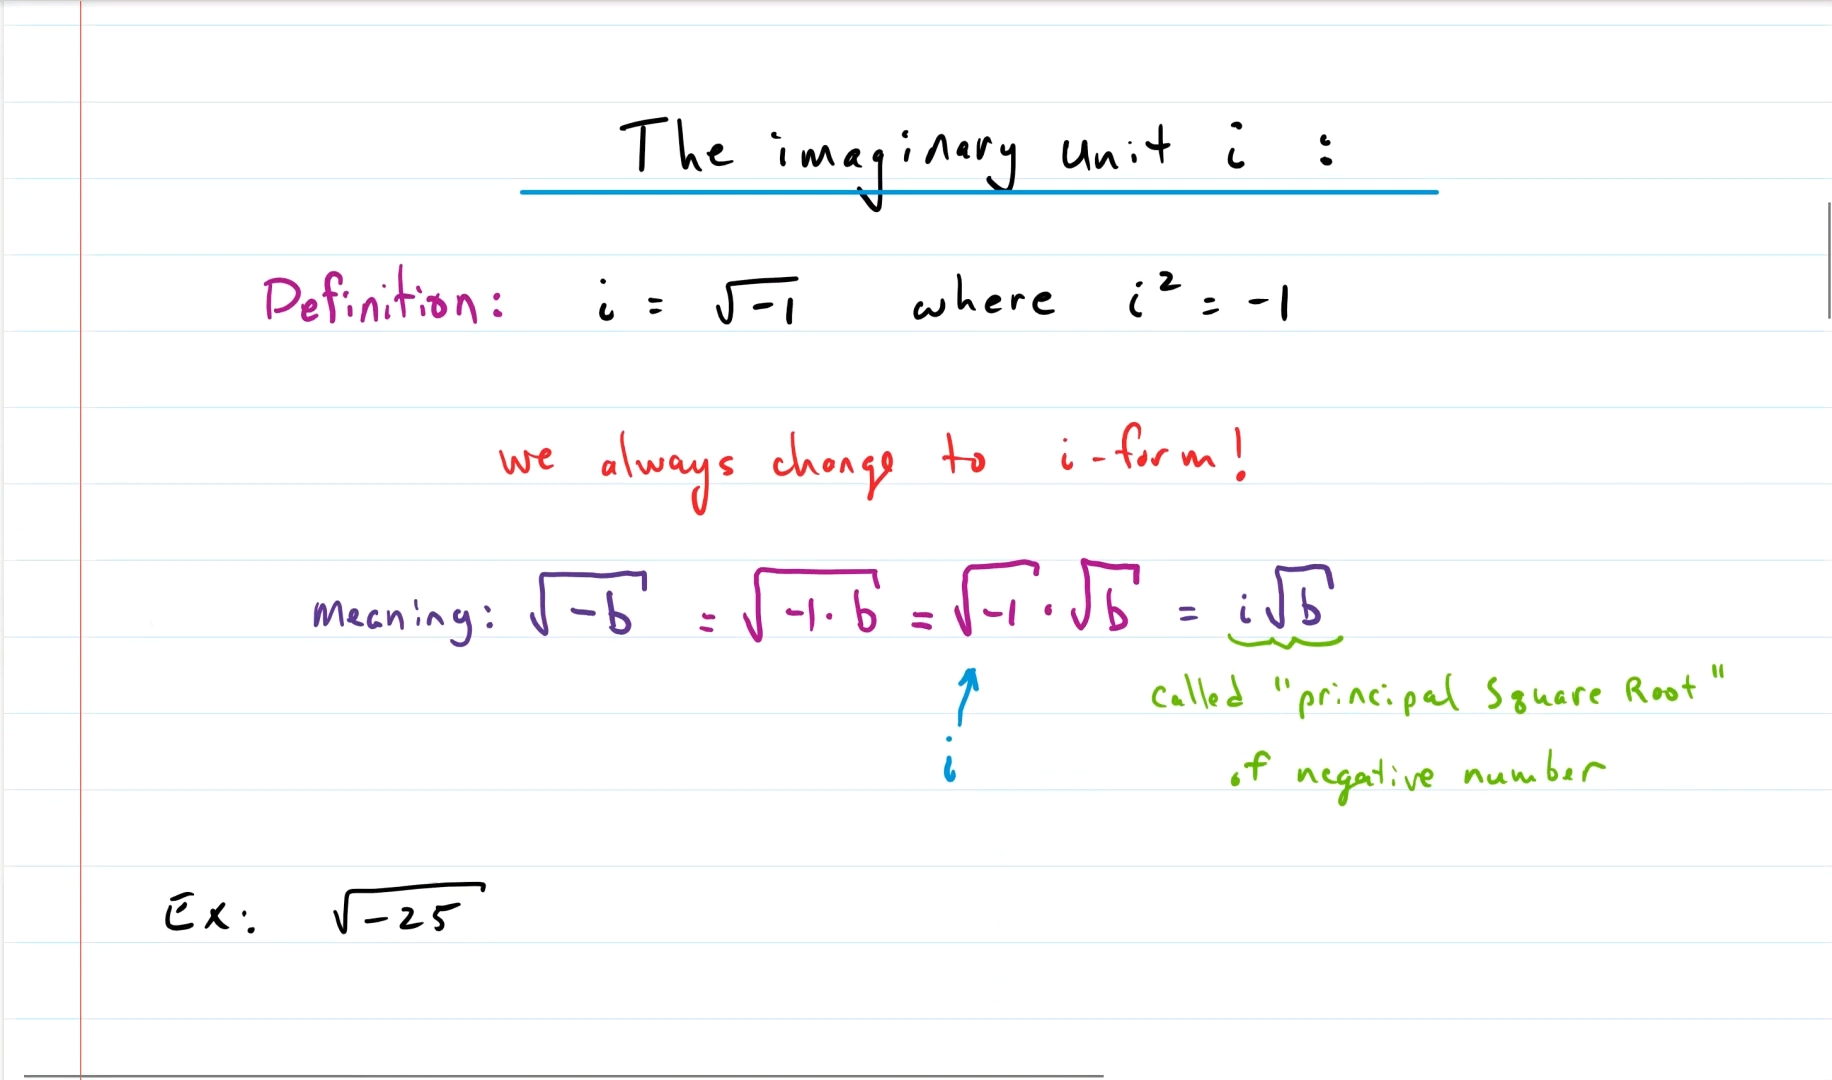 The imaginary unit i :
Definition: i = √-1 where i² = -1
we always change to i-form!
meaning: √-b = √-1·b = √-1 · √b = i√b
i
called "principal Square Root"
of negative number
Ex: √-25